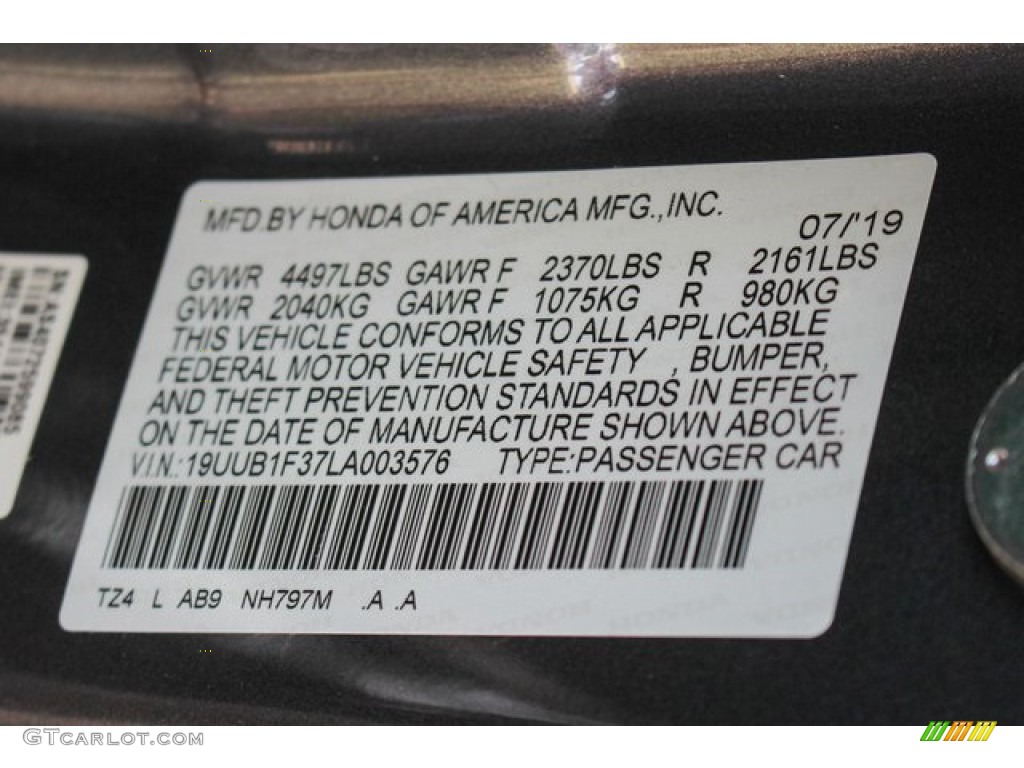 MFD.BY HONDA OF AMERICA MFG.,INC.
07/'19
GVWR 4497LBS GAWR F 2370LBS R 2161LBS
GVWR 2040KG GAWR F 1075KG R 980KG
THIS VEHICLE CONFORMS TO ALL APPLICABLE
FEDERAL MOTOR VEHICLE SAFETY , BUMPER,
AND THEFT PREVENTION STANDARDS IN EFFECT
ON THE DATE OF MANUFACTURE SHOWN ABOVE.
V.I.N.:19UUB1F37LA003576 TYPE:PASSENGER CAR
TZ4 L AB9 NH797M .A .A
GTCARLOT.COM